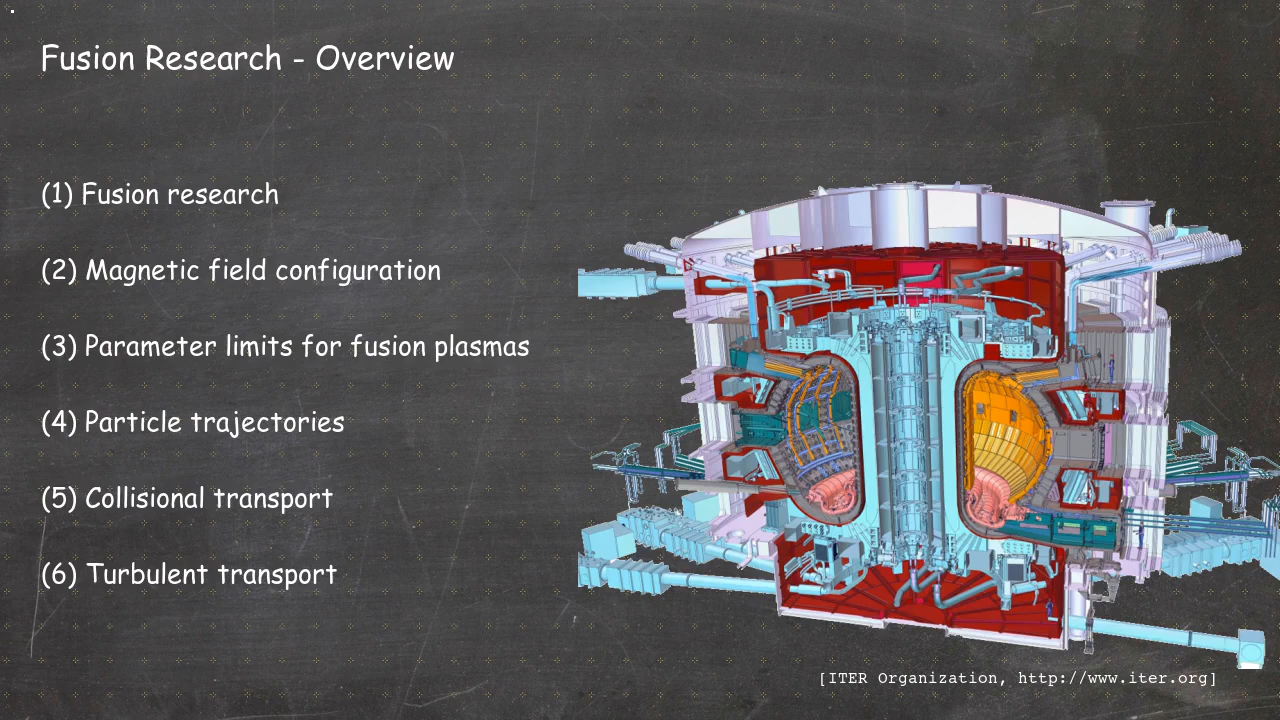 Fusion Research - Overview
(1) Fusion research
(2) Magnetic field configuration
(3) Parameter limits for fusion plasmas
(4) Particle trajectories
(5) Collisional transport
(6) Turbulent transport
[ITER Organization, http://www.iter.org]